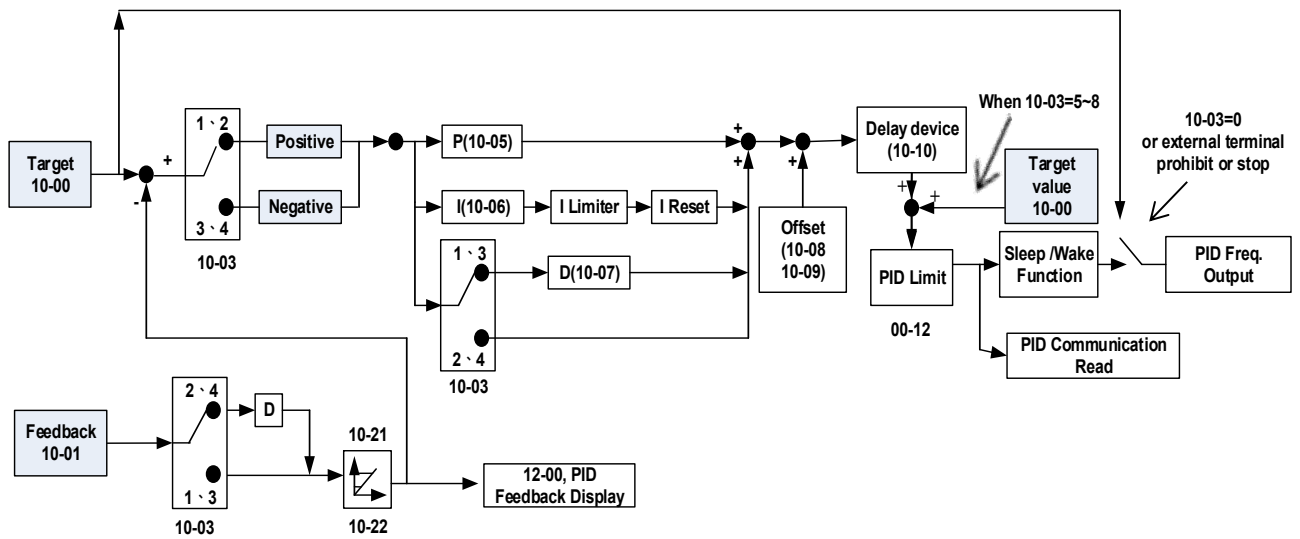 When 10-03=5~8
10-03=0
or external terminal
prohibit or stop
Target
10-00
+
-
1、2
3、4
10-03
Positive
Negative
P(10-05)
I(10-06)
I Limiter
I Reset
1、3
2、4
10-03
D(10-07)
+
+
+
Offset
(10-08
10-09)
Delay device
(10-10)
+
+
Target
value
10-00
PID Limit
00-12
Sleep /Wake
Function
PID Freq.
Output
PID Communication
Read
Feedback
10-01
2、4
1、3
10-03
D
10-21
10-22
12-00, PID
Feedback Display